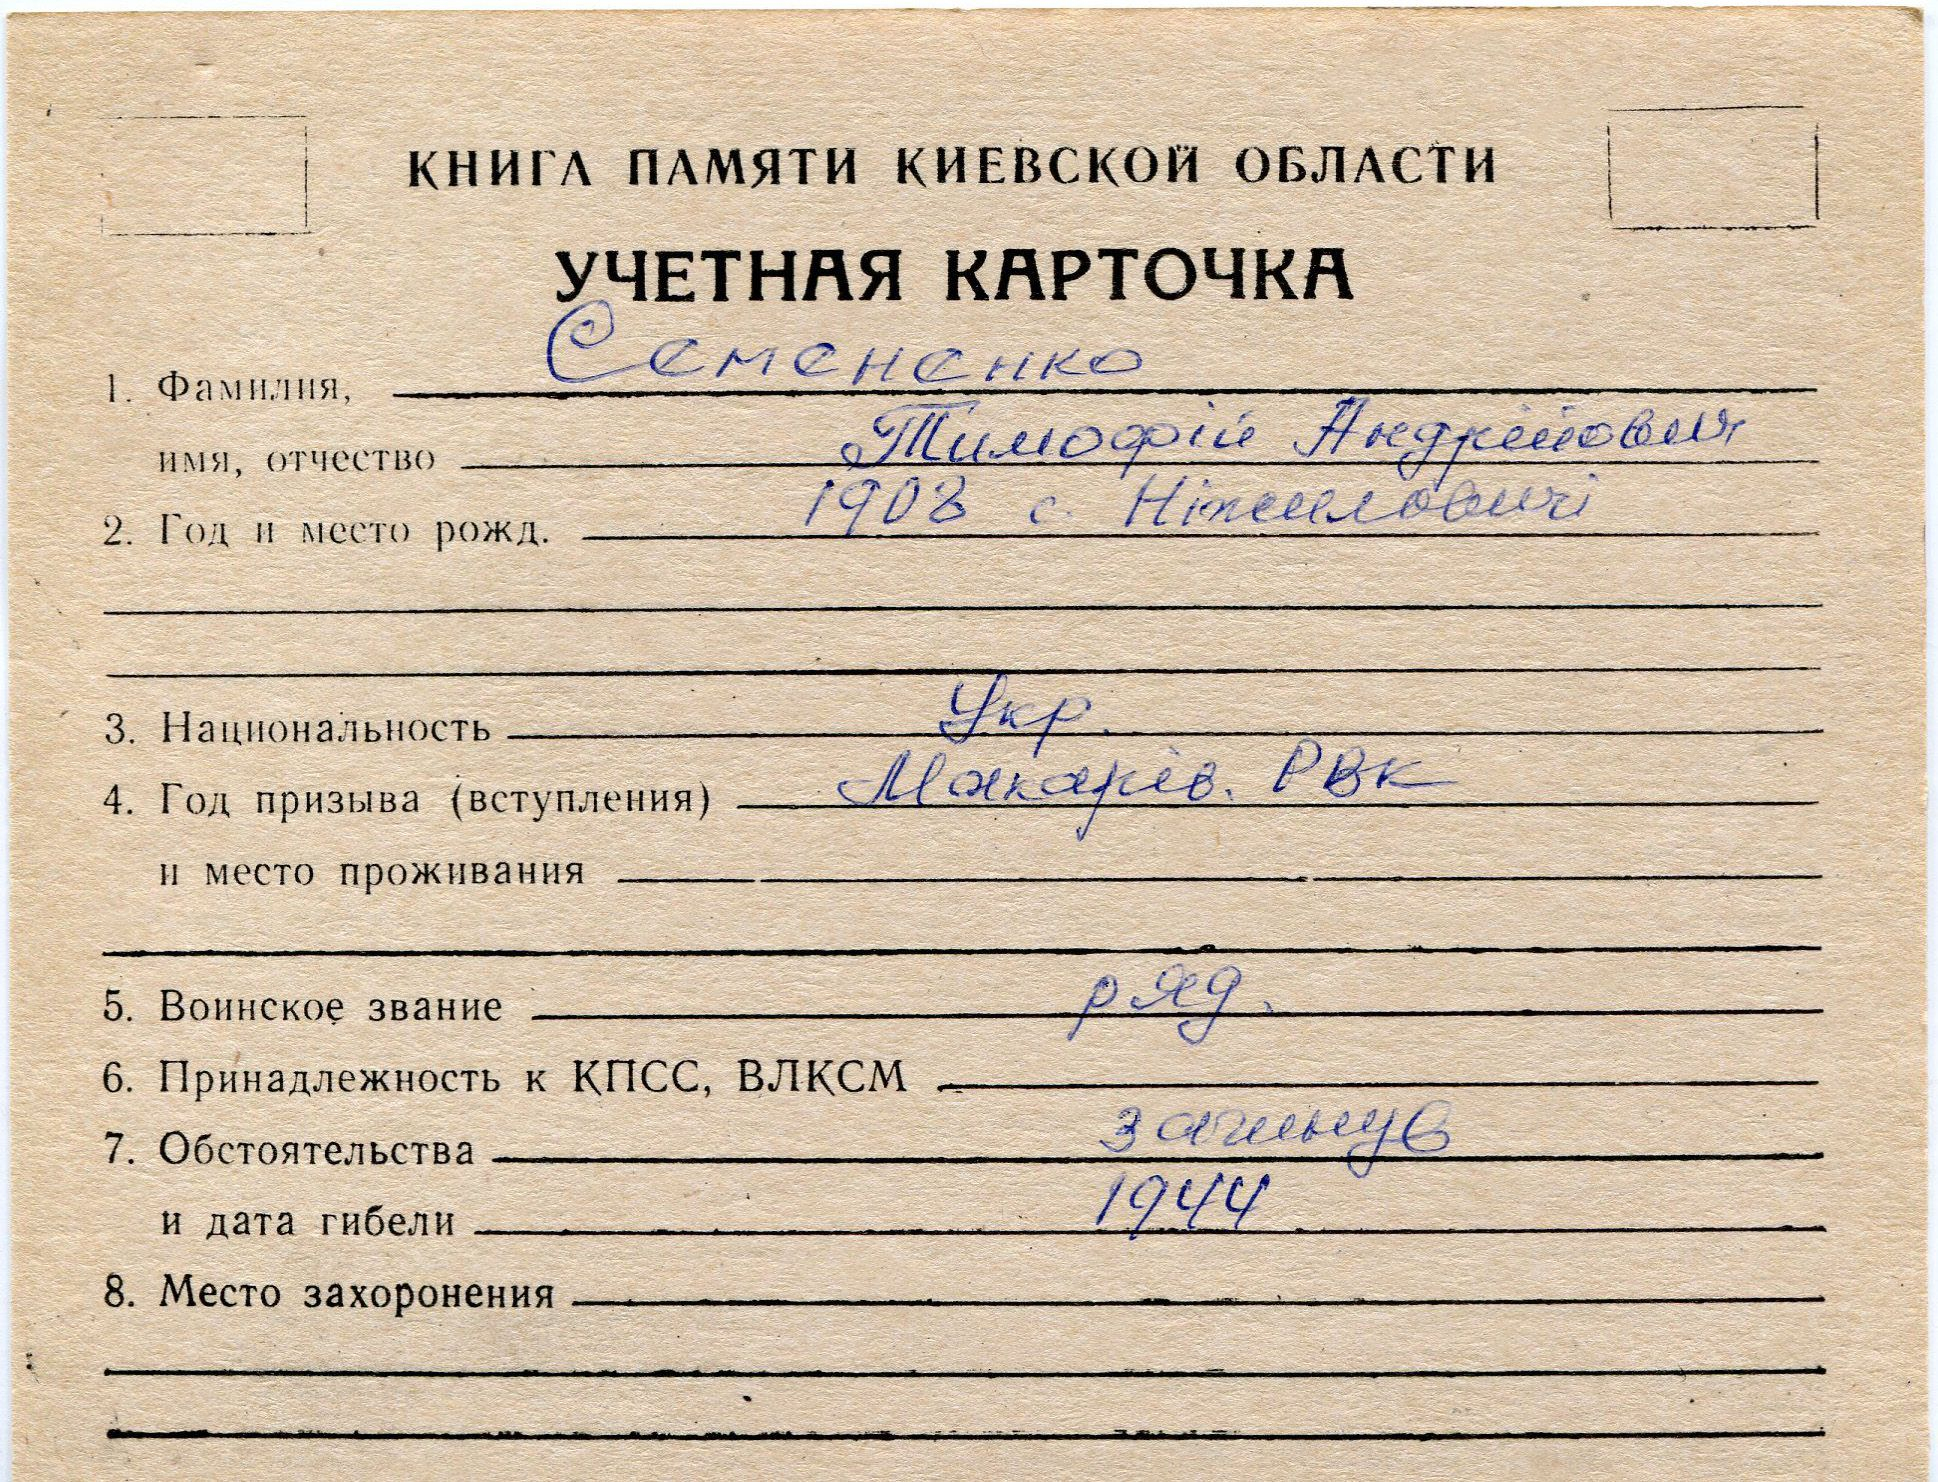 КНИГА ПАМЯТИ КИЕВСКОЙ ОБЛАСТИ
УЧЕТНАЯ КАРТОЧКА
1. Фамилия, Семененко
имя, отчество Тимофій Андрійович
2. Год и место рожд. 1908 с. Ніжиловичі
3. Национальность Укр.
4. Год призыва (вступления) Макарів. РВК
и место проживания
5. Воинское звание ряд.
6. Принадлежность к КПСС, ВЛКСМ
7. Обстоятельства загинув
и дата гибели 1944
8. Место захоронения